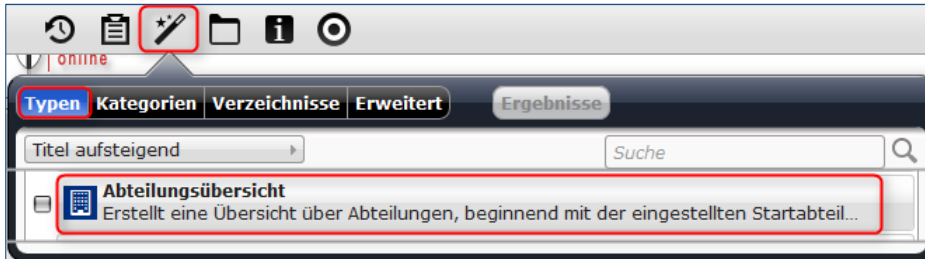 online
Typen Kategorien Verzeichnisse Erweitert Ergebnisse
Titel aufsteigend Suche
Abteilungsübersicht
Erstellt eine Übersicht über Abteilungen, beginnend mit der eingestellten Startabteil...